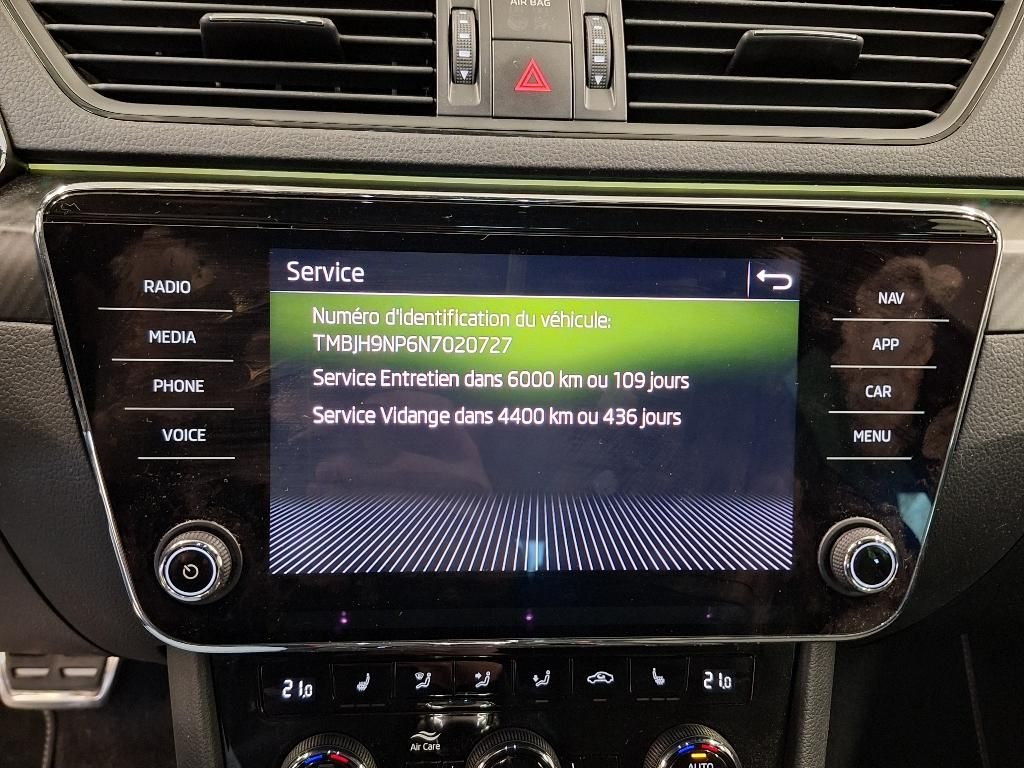 AIR BAG
Service
RADIO
MEDIA
PHONE
VOICE
Numéro d'identification du véhicule:
TMBJH9NP6N7020727
Service Entretien dans 6000 km ou 109 jours
Service Vidange dans 4400 km ou 436 jours
NAV
APP
CAR
MENU
21,0
21,0
Air Care
AUTO